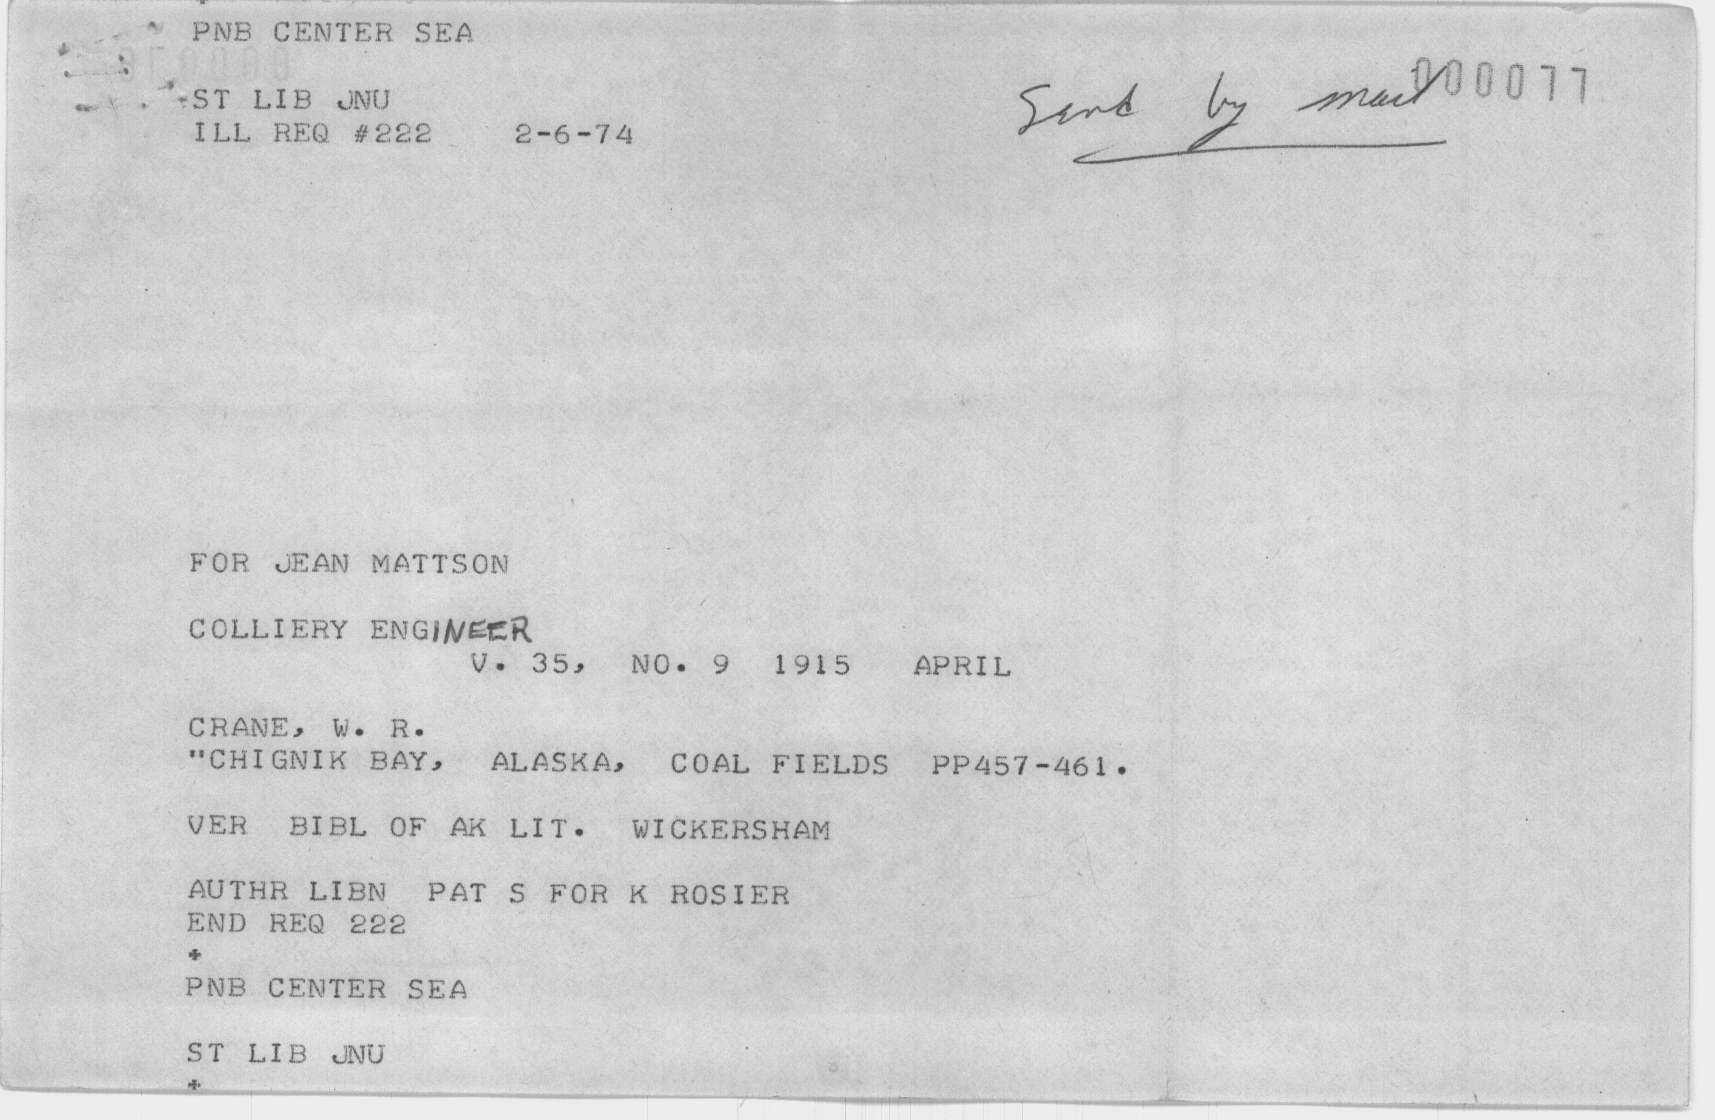 PNB CENTER SEA
ST LIB JNU
ILL REQ #222 2-6-74
Send by mail
000077
FOR JEAN MATTSON
COLLIERY ENGINEER
V. 35, NO. 9 1915 APRIL
CRANE, W. R.
"CHIGNIK BAY, ALASKA, COAL FIELDS PP457-461.
VER BIBL OF AK LIT. WICKERSHAM
AUTHR LIBN PAT S FOR K ROSIER
END REQ 222
+
PNB CENTER SEA
ST LIB JNU
+